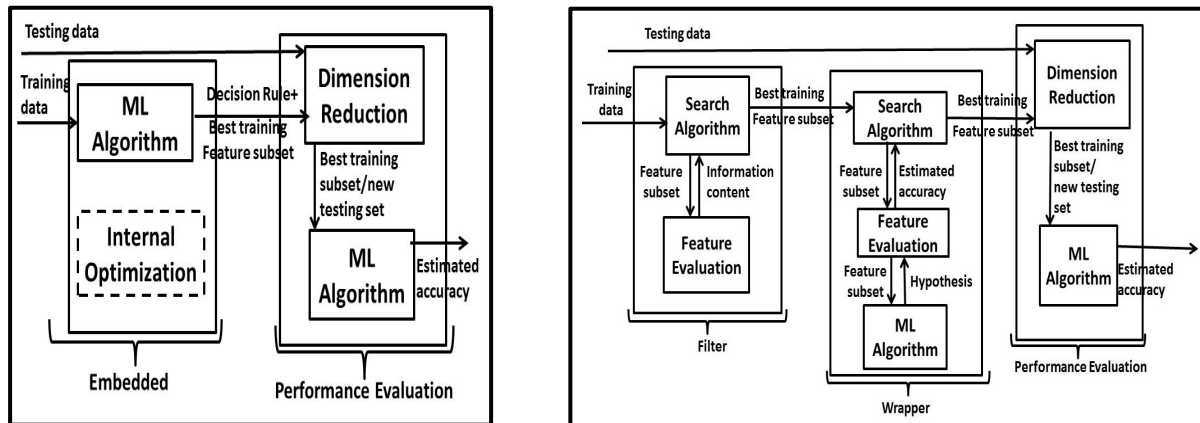 Testing data
Training
data
ML
Algorithm
Decision Rule+
Best training
Feature subset
Dimension
Reduction
Best training
subset/new
testing set
Internal
Optimization
ML
Algorithm
Estimated
accuracy
Embedded
Performance Evaluation
Testing data
Training
data
Search
Algorithm
Best training
Feature subset
Search
Algorithm
Best training
Feature subset
Dimension
Reduction
Feature
subset
Information
content
Feature
Evaluation
Feature
subset
Estimated
accuracy
Feature
Evaluation
Feature
subset
Hypothesis
ML
Algorithm
Best training
subset/
new testing
set
ML
Algorithm
Estimated
accuracy
Filter
Wrapper
Performance Evaluation